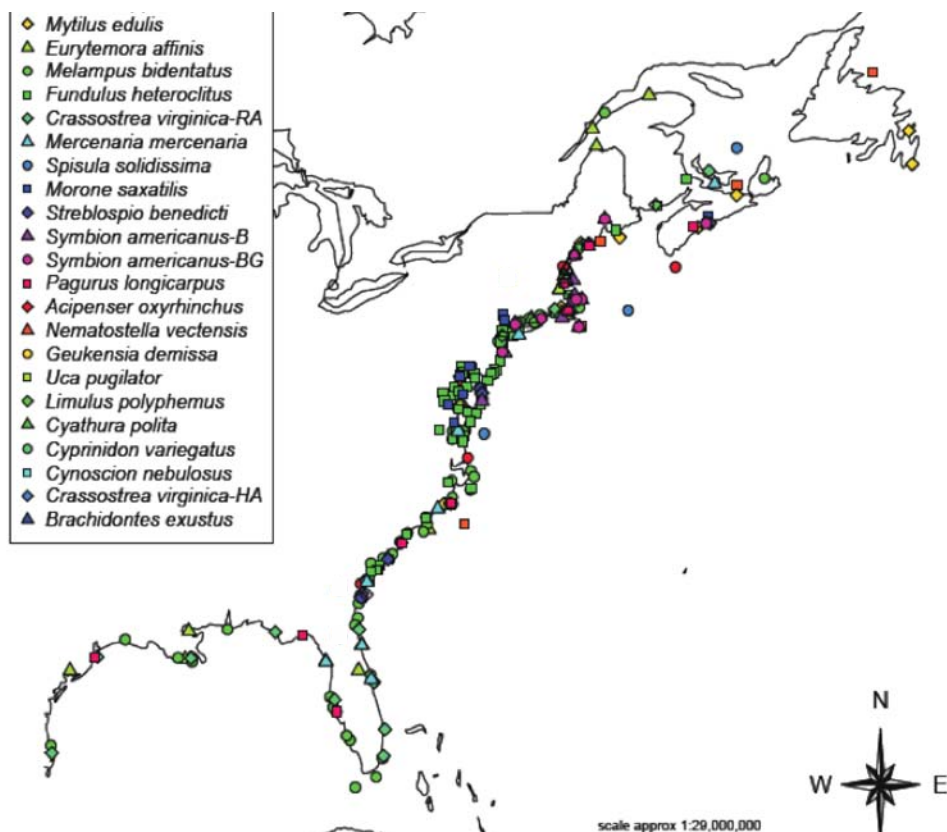 Mytilus edulis
Eurytemora affinis
Melampus bidentatus
Fundulus heteroclitus
Crassostrea virginica-RA
Mercenaria mercenaria
Spisula solidissima
Morone saxatilis
Streblospio benedicti
Symbion americanus-B
Symbion americanus-BG
Pagurus longicarpus
Acipenser oxyrhinchus
Nematostella vectensis
Geukensia demissa
Uca pugilator
Limulus polyphemus
Cyathura polita
Cyprinidon variegatus
Cynoscion nebulosus
Crassostrea virginica-HA
Brachidontes exustus
N
W E
scale approx 1:29,000,000